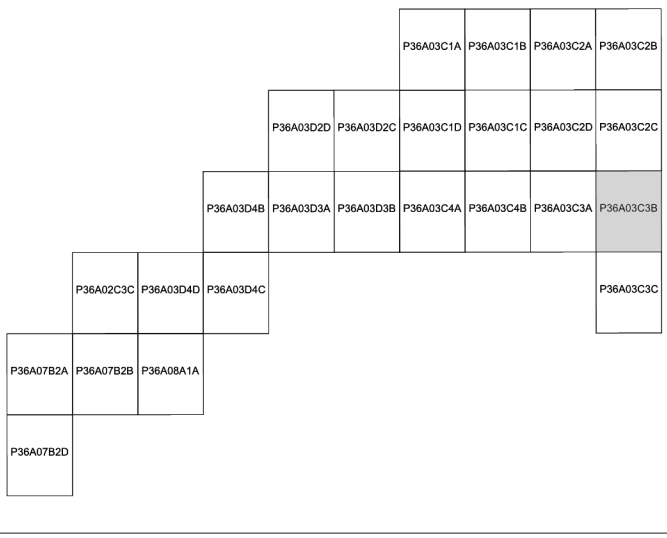 P36A03C1A P36A03C1B P36A03C2A P36A03C2B
P36A03D2D P36A03D2C P36A03C1D P36A03C1C P36A03C2D P36A03C2C
P36A03D4B P36A03D3A P36A03D3B P36A03C4A P36A03C4B P36A03C3A P36A03C3B
P36A02C3C P36A03D4D P36A03D4C P36A03C3C
P36A07B2A P36A07B2B P36A08A1A
P36A07B2D